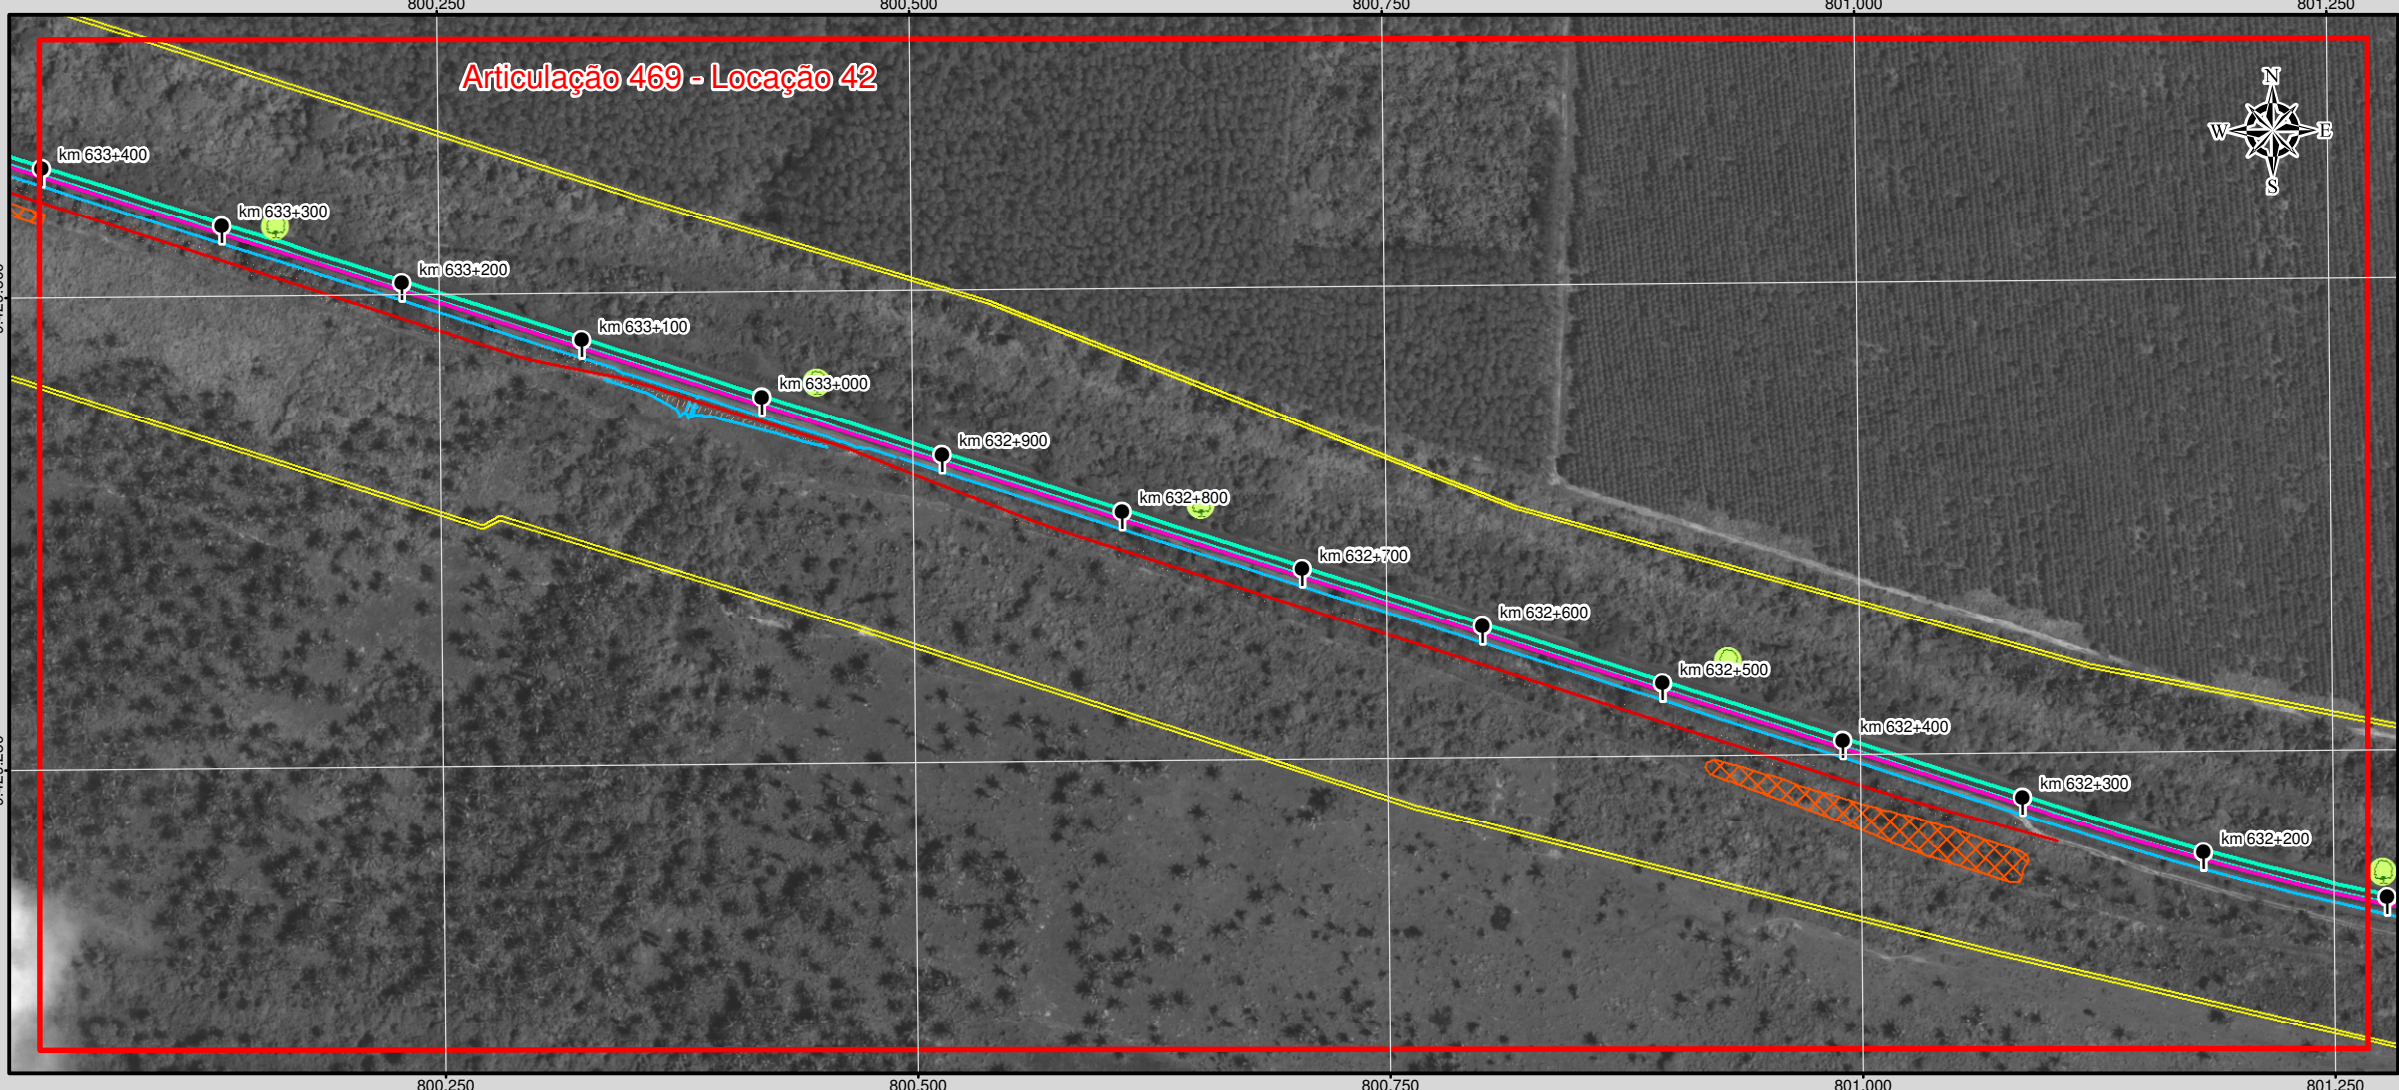 800,250
800,500
800,750
801,000
801,250
Articulação 469 - Locação 42
N
W
E
S
km 633+400
km 633+300
km 633+200
km 633+100
km 633+000
km 632+900
km 632+800
km 632+700
km 632+600
km 632+500
km 632+400
km 632+300
km 632+200
800,250
800,500
800,750
801,000
801,250